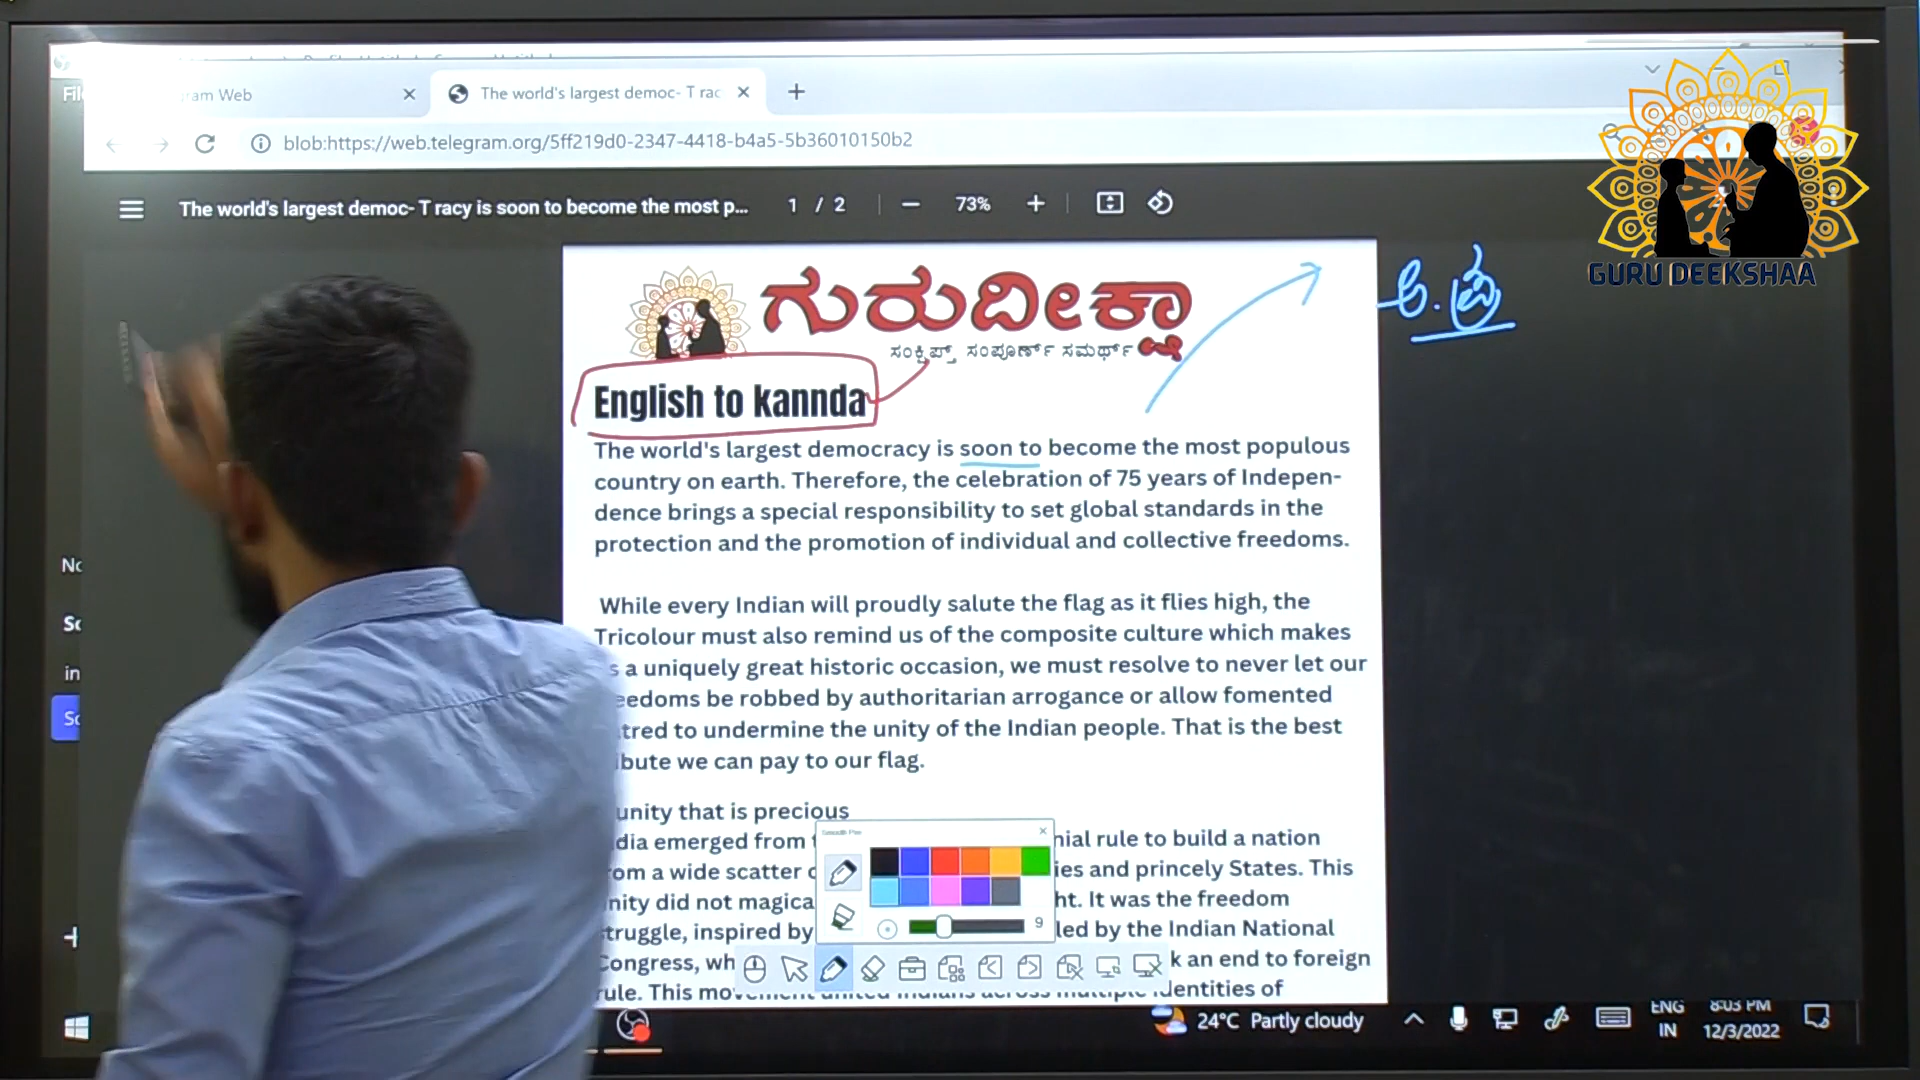 ram Web
The world's largest democ- T rac
blob:https://web.telegram.org/5ff219d0-2347-4418-b4a5-5b36010150b2
The world's largest democ- T racy is soon to become the most p...
1 / 2
73%
GURU DEEKSHAA
ಗುರುದೀಕ್ಷಾ
ಸಂಕ್ಷಿಪ್ತ್ ಸಂಪೂರ್ಣ್ ಸಮರ್ಥ್
English to kannda
The world's largest democracy is soon to become the most populous
country on earth. Therefore, the celebration of 75 years of Indepen-
dence brings a special responsibility to set global standards in the
protection and the promotion of individual and collective freedoms.
While every Indian will proudly salute the flag as it flies high, the
Tricolour must also remind us of the composite culture which makes
s a uniquely great historic occasion, we must resolve to never let our
eedoms be robbed by authoritarian arrogance or allow fomented
tred to undermine the unity of the Indian people. That is the best
bute we can pay to our flag.
unity that is precious
dia emerged from nial rule to build a nation
om a wide scatter ies and princely States. This
nity did not magica ht. It was the freedom
truggle, inspired by led by the Indian National
Congress, wh k an end to foreign
rule. This movement united Indians across multiple identities of
Smooth Pen
9
24°C Partly cloudy
ENG
IN
8:03 PM
12/3/2022